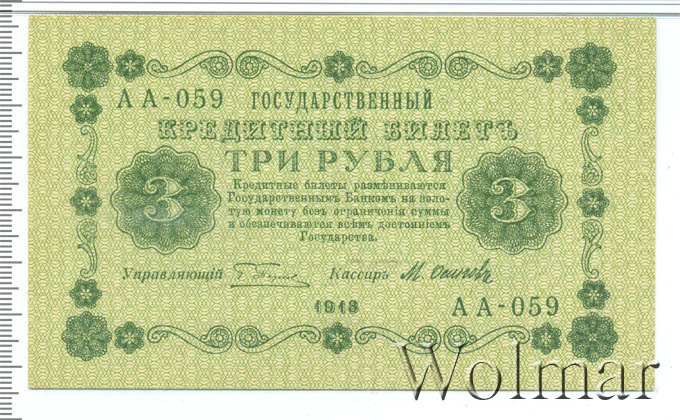 АА-059 ГОСУДАРСТВЕННЫЙ
КРЕДИТНЫЙ БИЛЕТЪ
ТРИ РУБЛЯ
3 3
Кредитные билеты размѣниваются
Государственнымъ Банкомъ на золо-
тую монету безъ ограниченія суммы
и обезпечиваются всѣмъ достояніемъ
Государства.
Управляющій Кассиръ М. Осиповъ
1918 АА-059
Wolmar